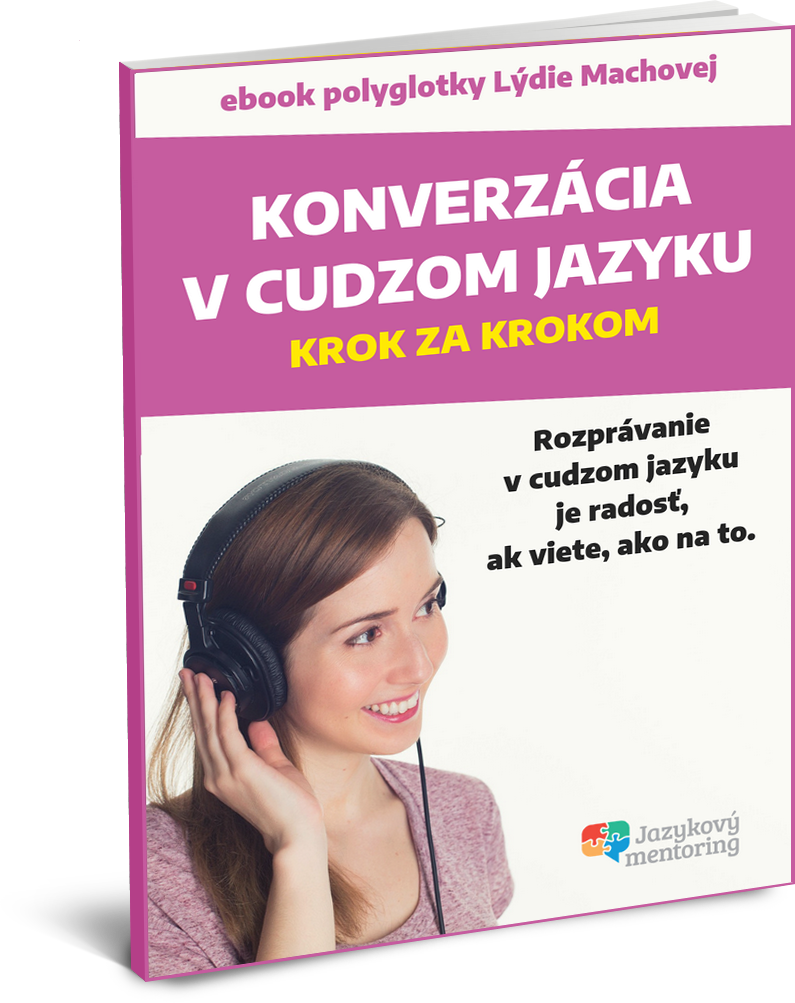 ebook polyglotky Lýdie Machovej
KONVERZÁCIA
V CUDZOM JAZYKU
KROK ZA KROKOM
Rozprávanie
v cudzom jazyku
je radosť,
ak viete, ako na to.
Jazykový
mentoring